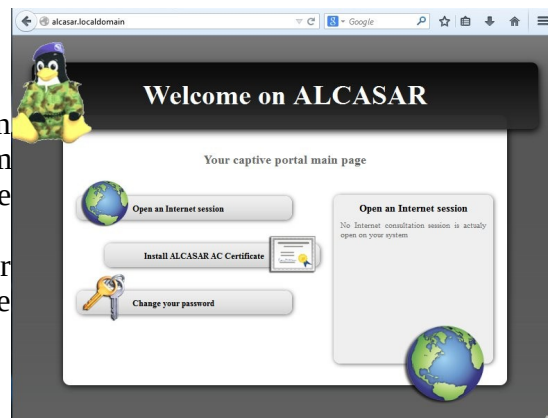 alcasar.localdomain
Google
Welcome on ALCASAR
Your captive portal main page
Open an Internet session
Install ALCASAR AC Certificate
Change your password
Open an Internet session
No Internet consultation session is actualy
open on your system